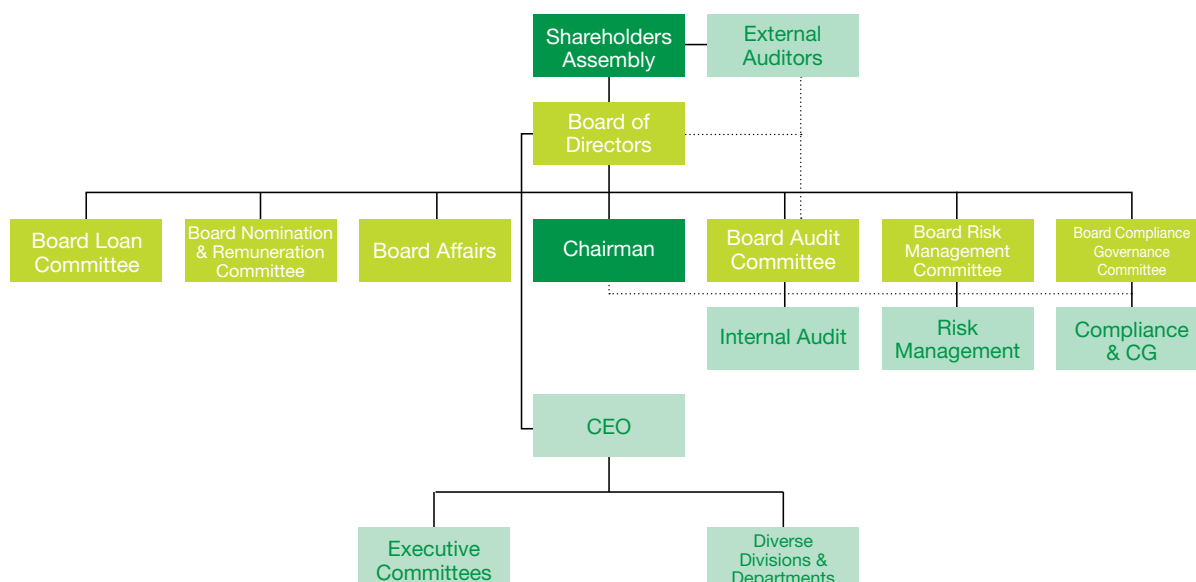 Shareholders
Assembly
External
Auditors
Board of
Directors
Board Loan
Committee
Board Nomination
& Remuneration
Committee
Board Affairs
Chairman
Board Audit
Committee
Board Risk
Management
Committee
Board Compliance
Governance
Committee
Internal Audit
Risk
Management
Compliance
& CG
CEO
Executive
Committees
Diverse
Divisions &
Departments